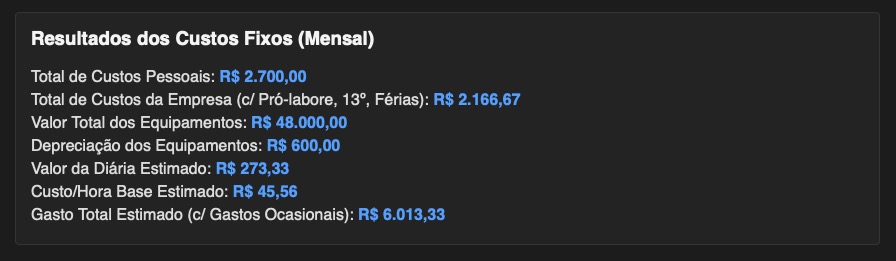 Resultados dos Custos Fixos (Mensal)
Total de Custos Pessoais: R$ 2.700,00
Total de Custos da Empresa (c/ Pró-labore, 13º, Férias): R$ 2.166,67
Valor Total dos Equipamentos: R$ 48.000,00
Depreciação dos Equipamentos: R$ 600,00
Valor da Diária Estimado: R$ 273,33
Custo/Hora Base Estimado: R$ 45,56
Gasto Total Estimado (c/ Gastos Ocasionais): R$ 6.013,33